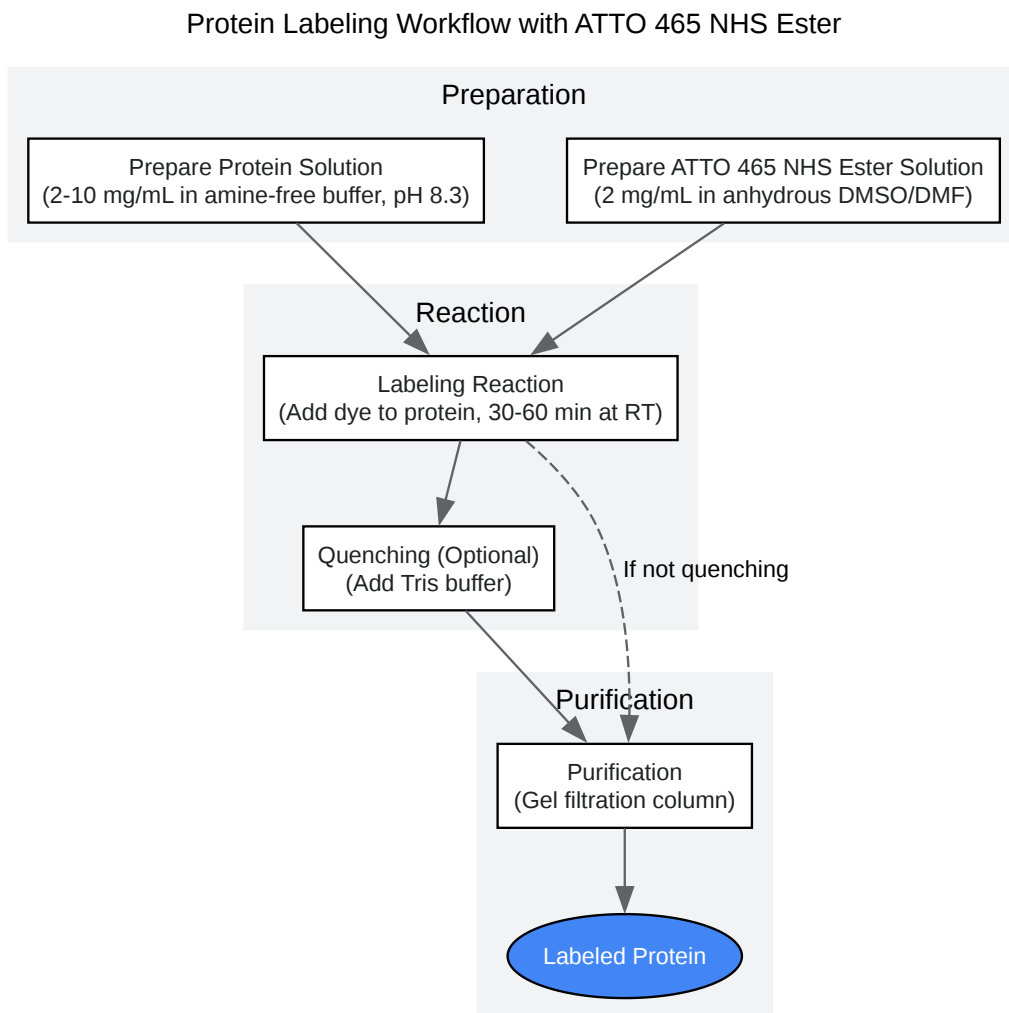 Protein Labeling Workflow with ATTO 465 NHS Ester
Preparation
Prepare Protein Solution
(2-10 mg/mL in amine-free buffer, pH 8.3)
Prepare ATTO 465 NHS Ester Solution
(2 mg/mL in anhydrous DMSO/DMF)
Reaction
Labeling Reaction
(Add dye to protein, 30-60 min at RT)
Quenching (Optional)
(Add Tris buffer)
If not quenching
Purification
Purification
(Gel filtration column)
Labeled Protein